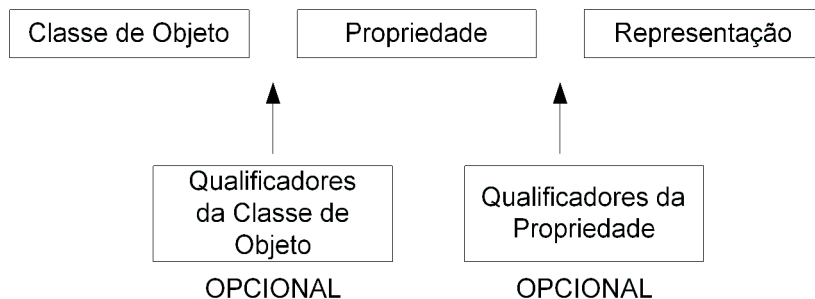 Classe de Objeto
Propriedade
Representação
Qualificadores
da Classe de
Objeto
Qualificadores da
Propriedade
OPCIONAL
OPCIONAL